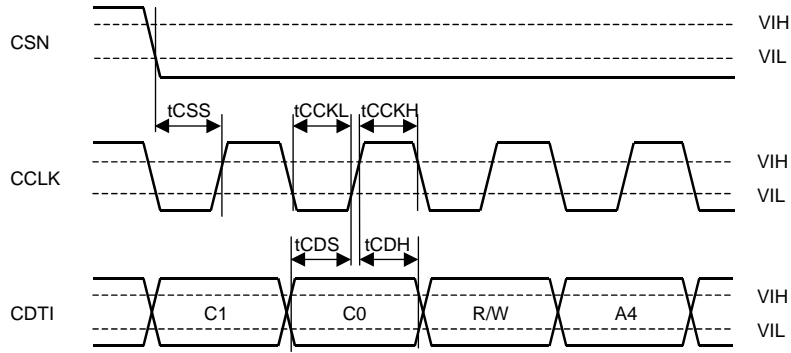 CSN
VIH
VIL
tCSS
tCCKL
tCCKH
CCLK
VIH
VIL
tCDS
tCDH
CDTI
C1
C0
R/W
A4
VIH
VIL